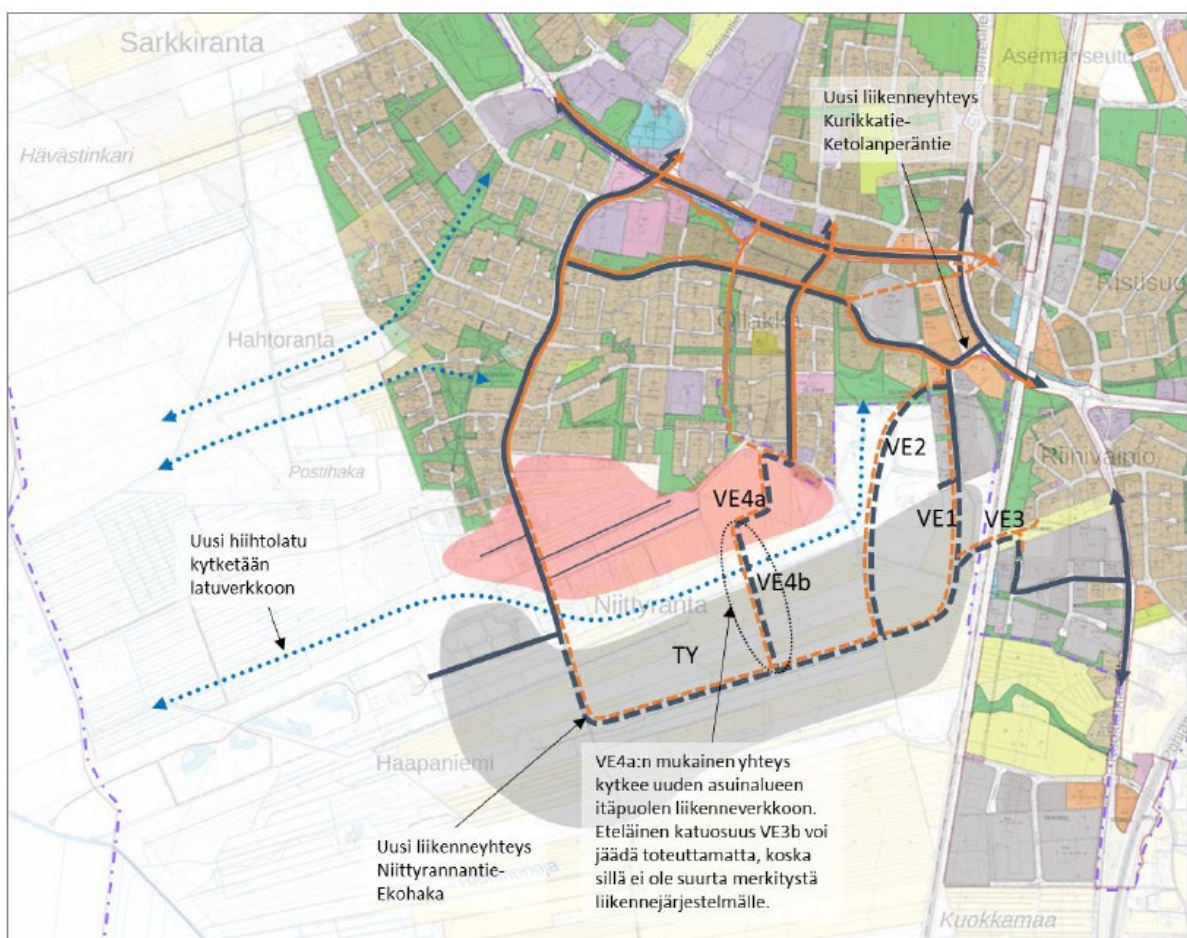 Sarkkiranta
Asemanseutu
Uusi liikenneyhteys
Kurikkatie-
Ketolanperäntie
Hävästinkari
Ristisuo
Ollakka
Hahtoranta
Postihaka
Riihivainio
VE2
VE4a
VE1
VE3
Uusi hiihtolatu
kytketään
latuverkkoon
VE4b
Niittyranta
TY
Haapaniemi
VE4a:n mukainen yhteys
kytkee uuden asuinalueen
itäpuolen liikenneverkkoon.
Eteläinen katuosuus VE3b voi
jäädä toteuttamatta, koska
sillä ei ole suurta merkitystä
liikennejärjestelmälle.
Uusi liikenneyhteys
Niittyrannantie-
Ekohaka
Kuokkamaa